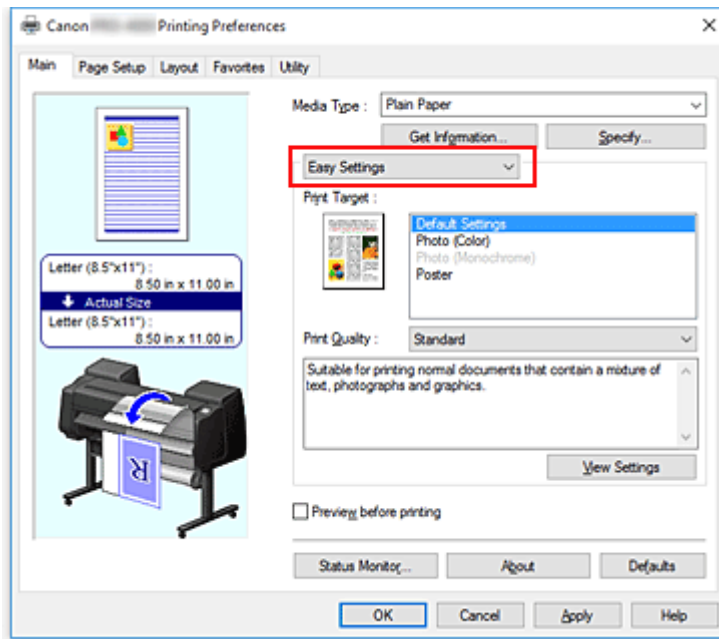 Canon Printing Preferences
Main Page Setup Layout Favorites Utility
Media Type : Plain Paper
Get Information... Specify...
Easy Settings
Print Target :
Default Settings
Photo (Color)
Photo (Monochrome)
Poster
Letter (8.5"x11") :
8.50 in x 11.00 in
Actual Size
Letter (8.5"x11") :
8.50 in x 11.00 in
Print Quality : Standard
Suitable for printing normal documents that contain a mixture of
text, photographs and graphics.
R
View Settings
Preview before printing
Status Monitor... About Defaults
OK Cancel Apply Help